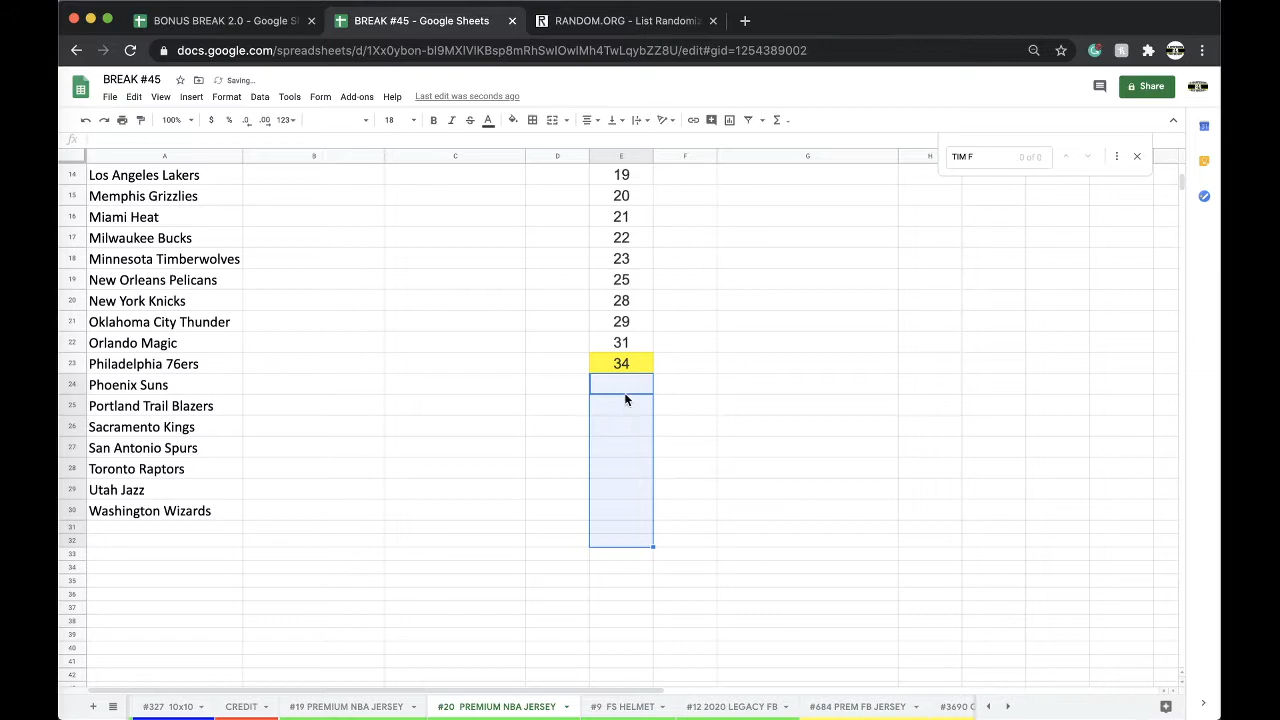 BONUS BREAK 2.0 - Google S
BREAK #45 - Google Sheets
RANDOM.ORG - List Randomiz
docs.google.com/spreadsheets/d/1Xx0ybon-bI9MXIVIKBsp8mRhSwIOwIMh4TwLqybZZ8U/edit#gid=1254389002
BREAK #45
Saving...
File Edit View Insert Format Data Tools Form Add-ons Help Last edit was seconds ago
Share
100% $ % .0 .00 123 18 B I S A
fx
TIM F 0 of 0
A B C D E F G H
14 Los Angeles Lakers 19
15 Memphis Grizzlies 20
16 Miami Heat 21
17 Milwaukee Bucks 22
18 Minnesota Timberwolves 23
19 New Orleans Pelicans 25
20 New York Knicks 28
21 Oklahoma City Thunder 29
22 Orlando Magic 31
23 Philadelphia 76ers 34
24 Phoenix Suns
25 Portland Trail Blazers
26 Sacramento Kings
27 San Antonio Spurs
28 Toronto Raptors
29 Utah Jazz
30 Washington Wizards
31
32
33
34
35
36
37
38
39
40
41
42
#327 10x10 CREDIT #19 PREMIUM NBA JERSEY #20 PREMIUM NBA JERSEY #9 FS HELMET #12 2020 LEGACY FB #684 PREM FB JERSEY #3690 C